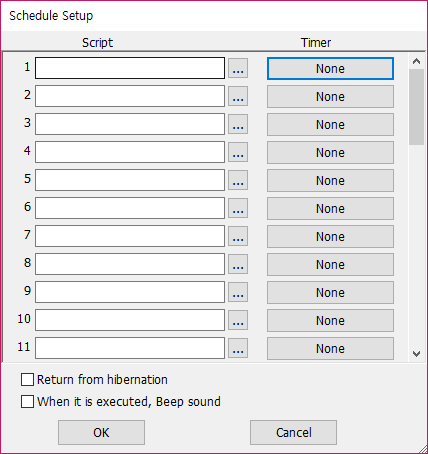 Schedule Setup
Script Timer
1 ... None
2 ... None
3 ... None
4 ... None
5 ... None
6 ... None
7 ... None
8 ... None
9 ... None
10 ... None
11 ... None
Return from hibernation
When it is executed, Beep sound
OK Cancel